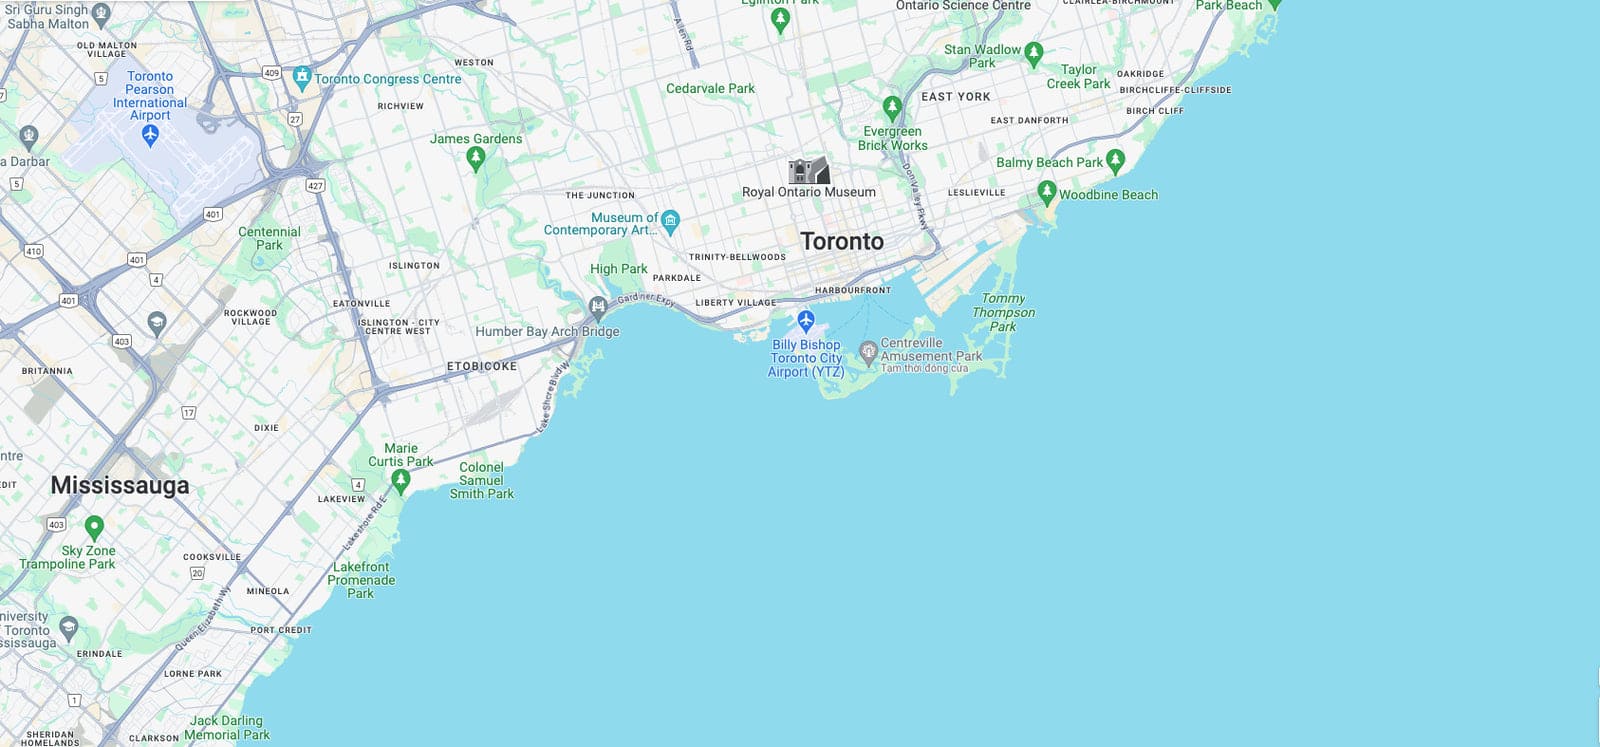 Sri Guru Singh
Sabha Malton
Eglinton Park
Ontario Science Centre
CLAIRLEA-BIRCHMOUNT
Park Beach
OLD MALTON
VILLAGE
Allen Rd
Stan Wadlow
Park
WESTON
409
Toronto Congress Centre
5
Toronto
Pearson
International
Airport
Taylor
Creek Park
OAKRIDGE
Cedarvale Park
BIRCHCLIFFE-CLIFFSIDE
EAST YORK
RICHVIEW
BIRCH CLIFF
27
EAST DANFORTH
Evergreen
Brick Works
James Gardens
a Darbar
Balmy Beach Park
5
427
Royal Ontario Museum
Don Valley Pkwy
LESLIEVILLE
Woodbine Beach
THE JUNCTION
401
Museum of
Contemporary Art...
Centennial
Park
Toronto
410
401
TRINITY-BELLWOODS
ISLINGTON
High Park
PARKDALE
4
HARBOURFRONT
401
EATONVILLE
Gardiner Expy
LIBERTY VILLAGE
Tommy
Thompson
Park
ROCKWOOD
VILLAGE
ISLINGTON - CITY
CENTRE WEST
Humber Bay Arch Bridge
403
Billy Bishop
Toronto City
Airport (YTZ)
Centreville
Amusement Park
Tạm thời đóng cửa
BRITANNIA
ETOBICOKE
Lake Shore Blvd W
17
DIXIE
Marie
Curtis Park
ntre
Colonel
Samuel
Smith Park
DIT
Mississauga
4
LAKEVIEW
403
Lakeshore Rd E
Sky Zone
Trampoline Park
COOKSVILLE
20
Lakefront
Promenade
Park
MINEOLA
Queen Elizabeth Wy
niversity
f Toronto
ssissauga
PORT CREDIT
ERINDALE
LORNE PARK
1
Jack Darling
Memorial Park
SHERIDAN
HOMELANDS
CLARKSON